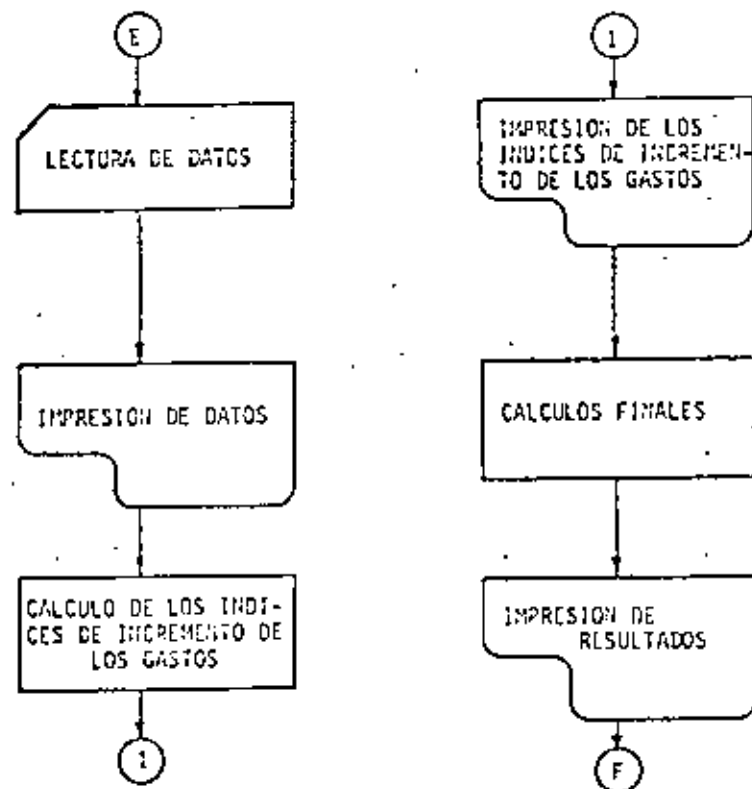 E
LECTURA DE DATOS
IMPRESION DE DATOS
CALCULO DE LOS INDI-
CES DE INCREMENTO DE
LOS GASTOS
1
1
IMPRESION DE LOS
INDICES DE INCREMEN-
TO DE LOS GASTOS
CALCULOS FINALES
IMPRESION DE
RESULTADOS
F